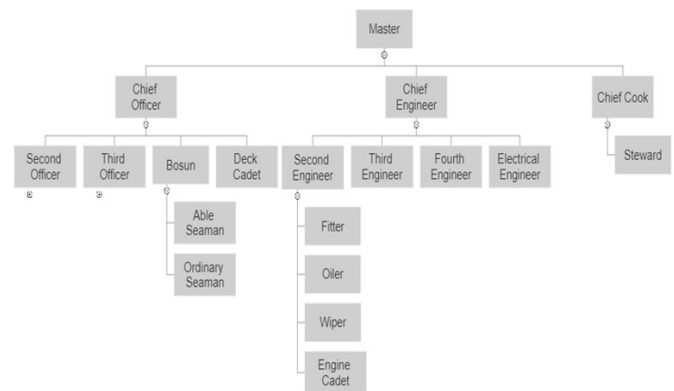 Master
Chief
Officer
Chief
Engineer
Chief Cook
Second
Officer
Third
Officer
Bosun
Deck
Cadet
Second
Engineer
Third
Engineer
Fourth
Engineer
Electrical
Engineer
Steward
Able
Seaman
Ordinary
Seaman
Fitter
Oiler
Wiper
Engine
Cadet